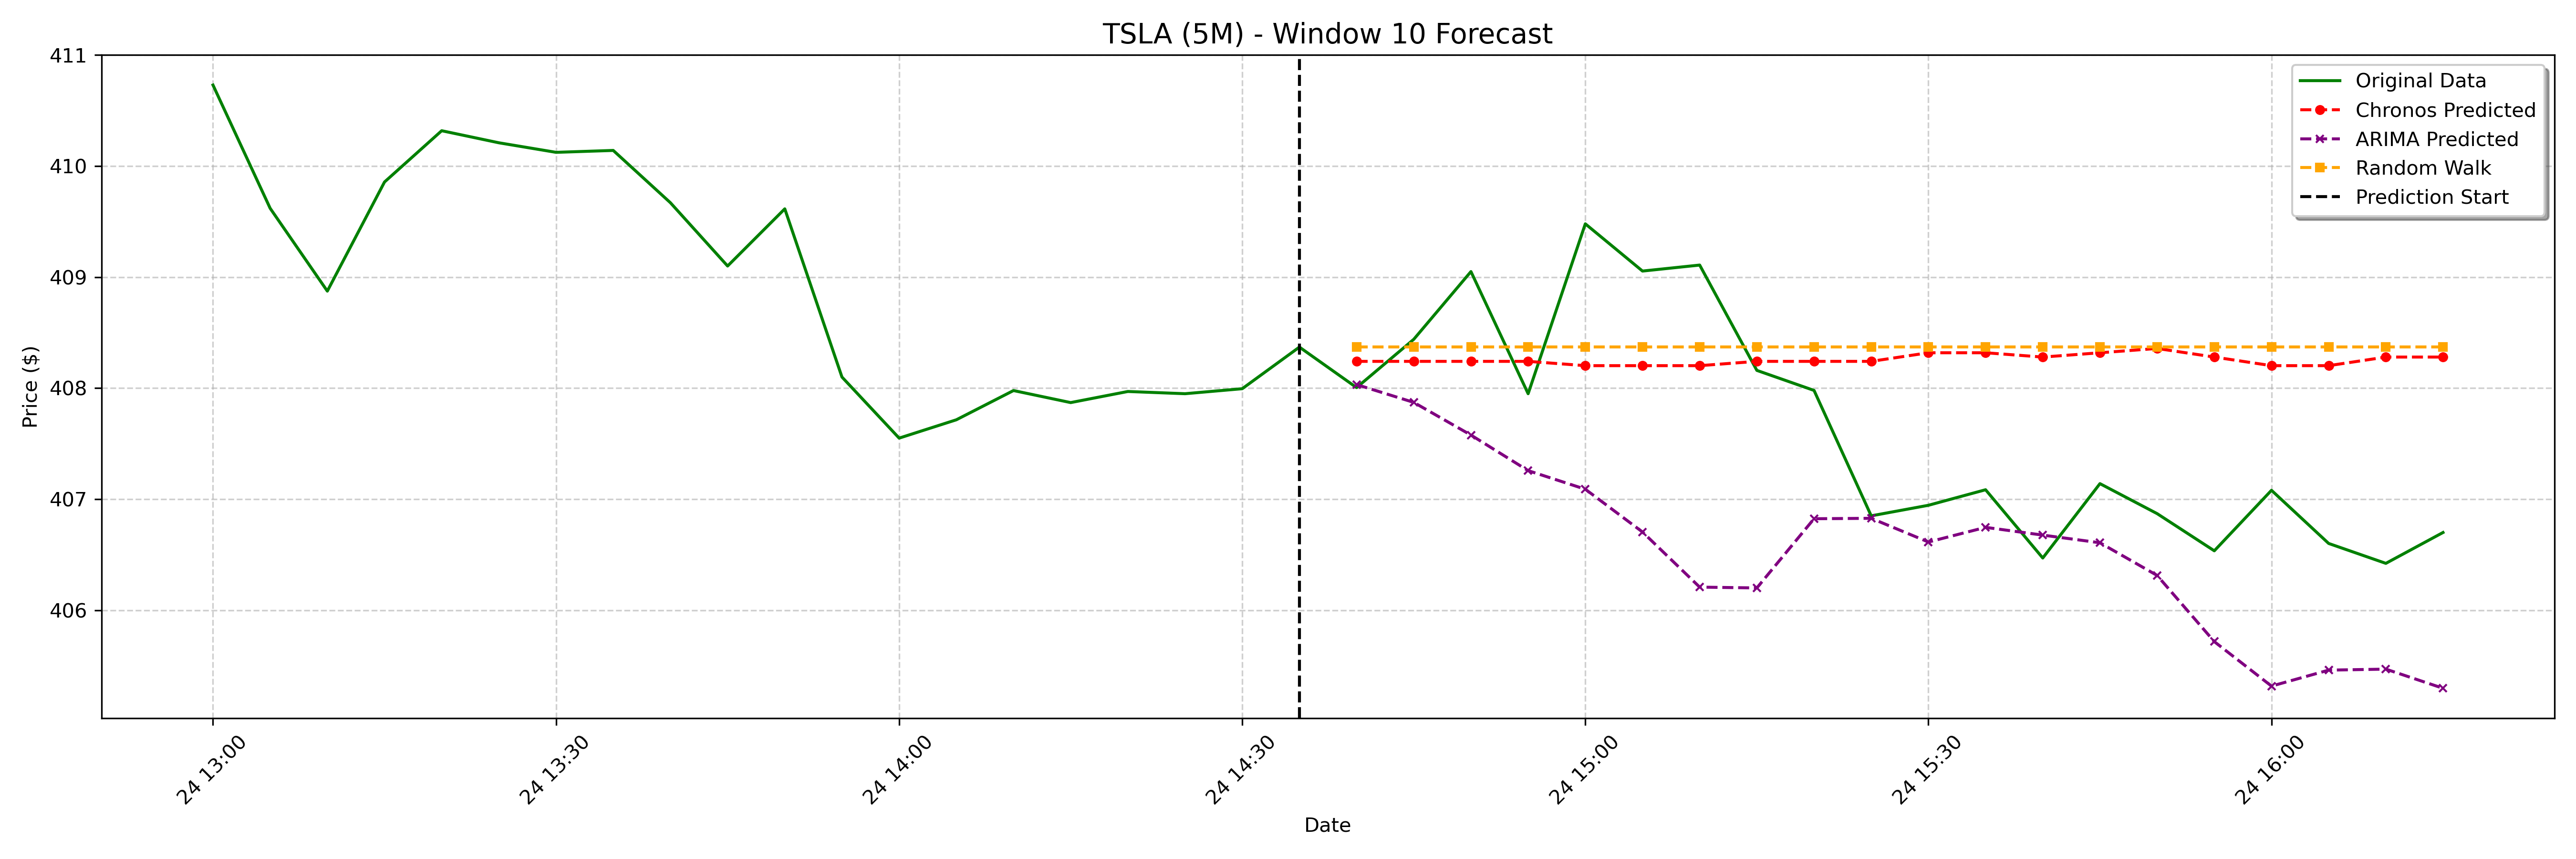 TSLA (5M) - Window 10 Forecast
Original Data
Chronos Predicted
ARIMA Predicted
Random Walk
Prediction Start
Price ($)
411
410
409
408
407
406
24 13:00
24 13:30
24 14:00
24 14:30
24 15:00
24 15:30
24 16:00
Date